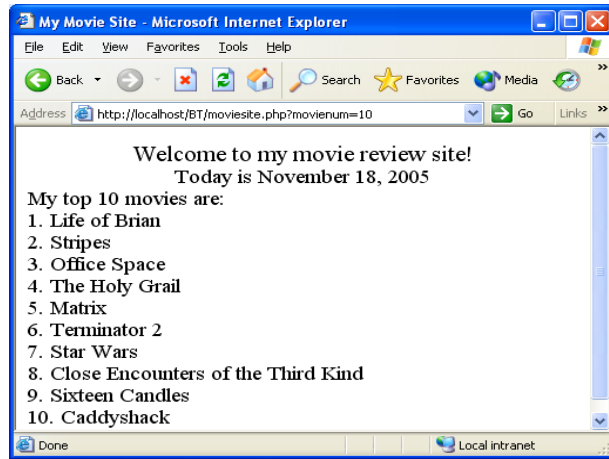 My Movie Site - Microsoft Internet Explorer
File Edit View Favorites Tools Help
Back Search Favorites Media »
Address http://localhost/BT/moviesite.php?movienum=10 Go Links »
Welcome to my movie review site!
Today is November 18, 2005
My top 10 movies are:
1. Life of Brian
2. Stripes
3. Office Space
4. The Holy Grail
5. Matrix
6. Terminator 2
7. Star Wars
8. Close Encounters of the Third Kind
9. Sixteen Candles
10. Caddyshack
Done Local intranet